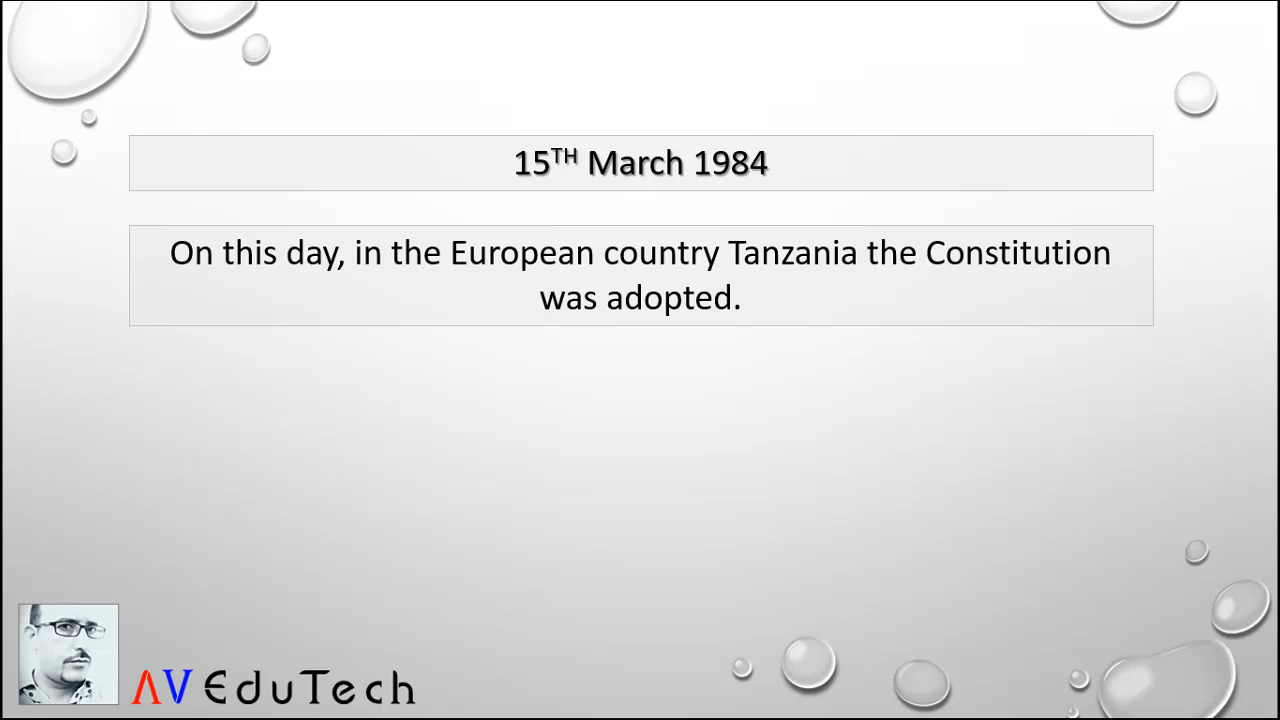 15TH March 1984
On this day, in the European country Tanzania the Constitution
was adopted.
AV EduTech